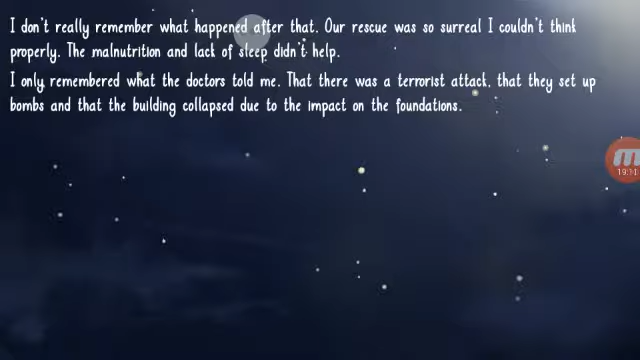 I don't really remember what happened after that. Our rescue was so surreal I couldn't think
properly. The malnutrition and lack of sleep didn't help.
I only remembered what the doctors told me. That there was a terrorist attack, that they set up
bombs and that the building collapsed due to the impact on the foundations.
19:11